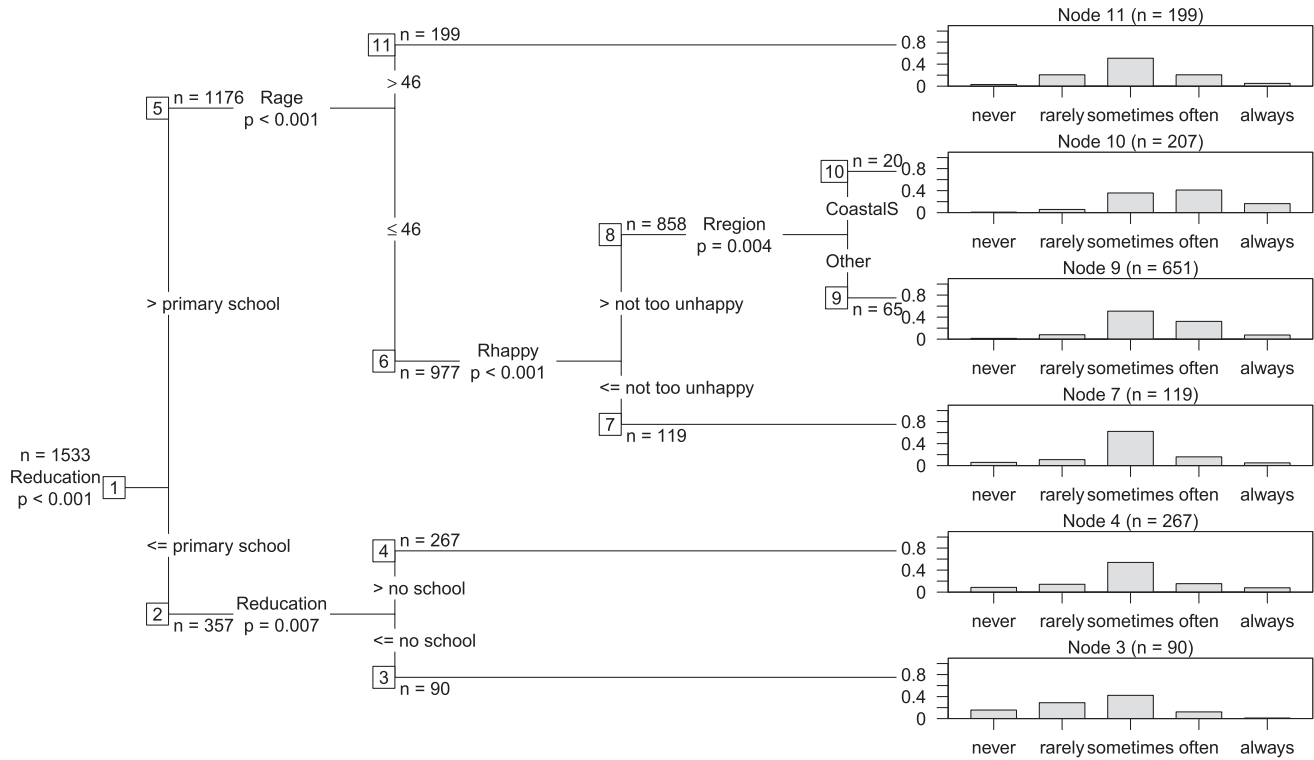 Node 11 (n = 199)
11
n = 199
0.8
0.4
0
> 46
never rarely sometimes often always
5
n = 1176
Rage
p < 0.001
Node 10 (n = 207)
10
n = 20
0.8
0.4
0
CoastalS
never rarely sometimes often always
≤ 46
8
n = 858
Rregion
p = 0.004
Other
Node 9 (n = 651)
9
n = 65
0.8
0.4
0
never rarely sometimes often always
> primary school
> not too unhappy
6
n = 977
Rhappy
p < 0.001
<= not too unhappy
Node 7 (n = 119)
7
n = 119
0.8
0.4
0
never rarely sometimes often always
n = 1533
Reducation
p < 0.001
1
<= primary school
Node 4 (n = 267)
4
n = 267
0.8
0.4
0
never rarely sometimes often always
> no school
2
n = 357
Reducation
p = 0.007
<= no school
Node 3 (n = 90)
3
n = 90
0.8
0.4
0
never rarely sometimes often always